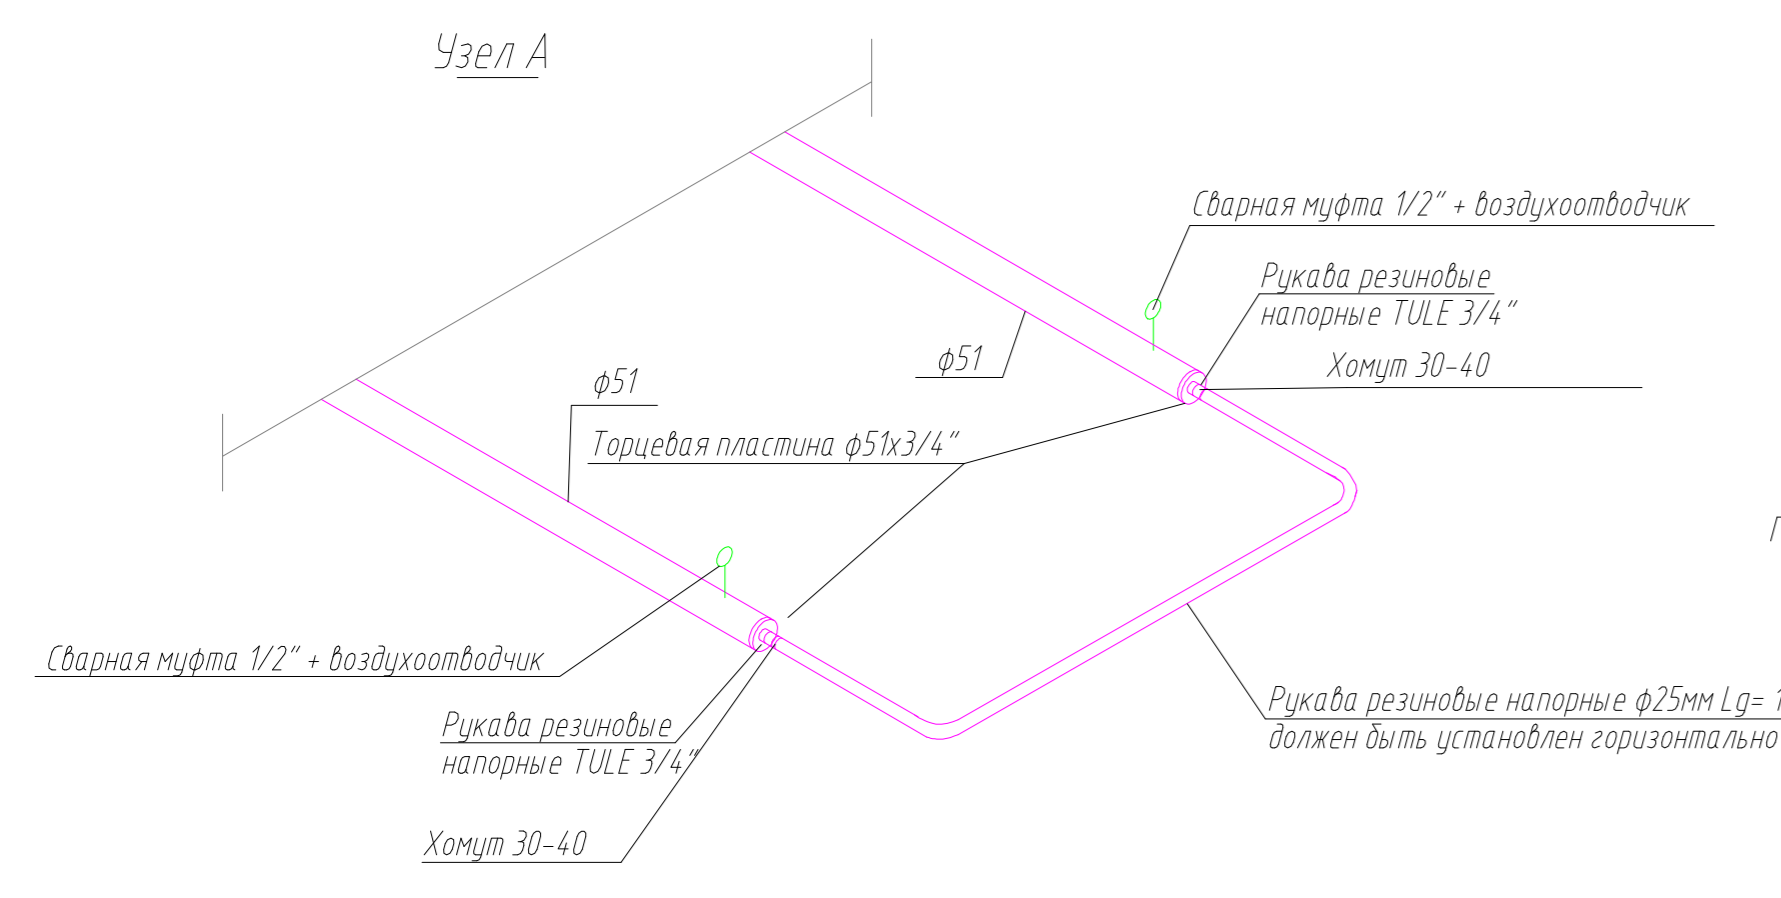 Узел А
Сварная муфта 1/2" + воздухоотводчик
Рукава резиновые
напорные TULE 3/4"
Хомут 30-40
ф51
ф51
Торцевая пластина ф51х3/4"
Сварная муфта 1/2" + воздухоотводчик
Рукава резиновые
напорные TULE 3/4"
Хомут 30-40
Рукава резиновые напорные ф25мм Lg= 1
должен быть установлен горизонтально